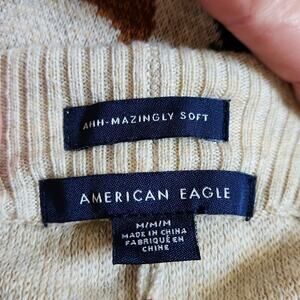 AHH-MAZINGLY SOFT
AMERICAN EAGLE
M/M/M
MADE IN CHINA
FABRIQUÉ EN
CHINE